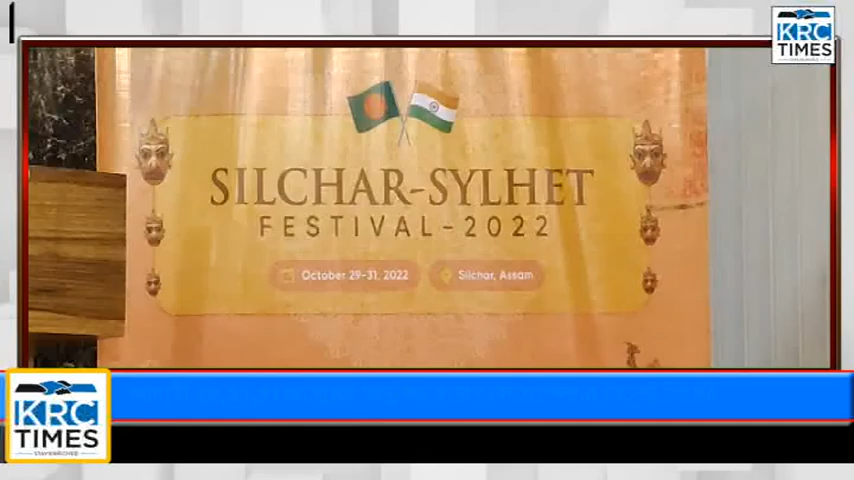 KRC
TIMES
SILCHAR-SYLHET
FESTIVAL-2022
October 29-31, 2022
Silchar, Assam
KRC
TIMES